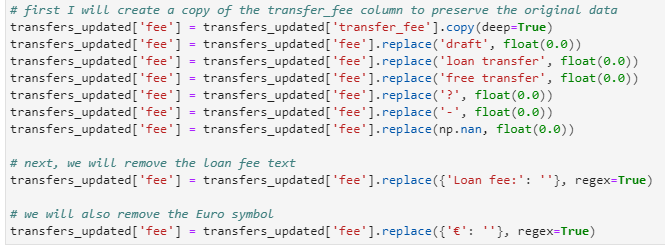 # first I will create a copy of the transfer_fee column to preserve the original data
transfers_updated['fee'] = transfers_updated['transfer_fee'].copy(deep=True)
transfers_updated['fee'] = transfers_updated['fee'].replace('draft', float(0.0))
transfers_updated['fee'] = transfers_updated['fee'].replace('loan transfer', float(0.0))
transfers_updated['fee'] = transfers_updated['fee'].replace('free transfer', float(0.0))
transfers_updated['fee'] = transfers_updated['fee'].replace('?', float(0.0))
transfers_updated['fee'] = transfers_updated['fee'].replace('-', float(0.0))
transfers_updated['fee'] = transfers_updated['fee'].replace(np.nan, float(0.0))
# next, we will remove the loan fee text
transfers_updated['fee'] = transfers_updated['fee'].replace({'Loan fee:': ''}, regex=True)
# we will also remove the Euro symbol
transfers_updated['fee'] = transfers_updated['fee'].replace({'€': ''}, regex=True)